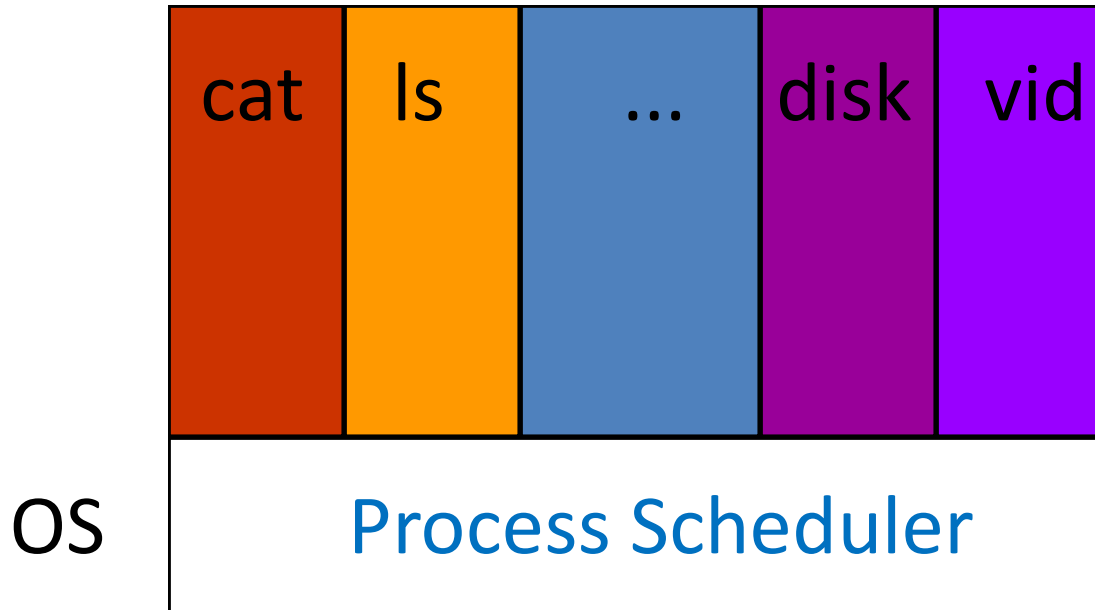 cat ls ... disk vid
OS Process Scheduler